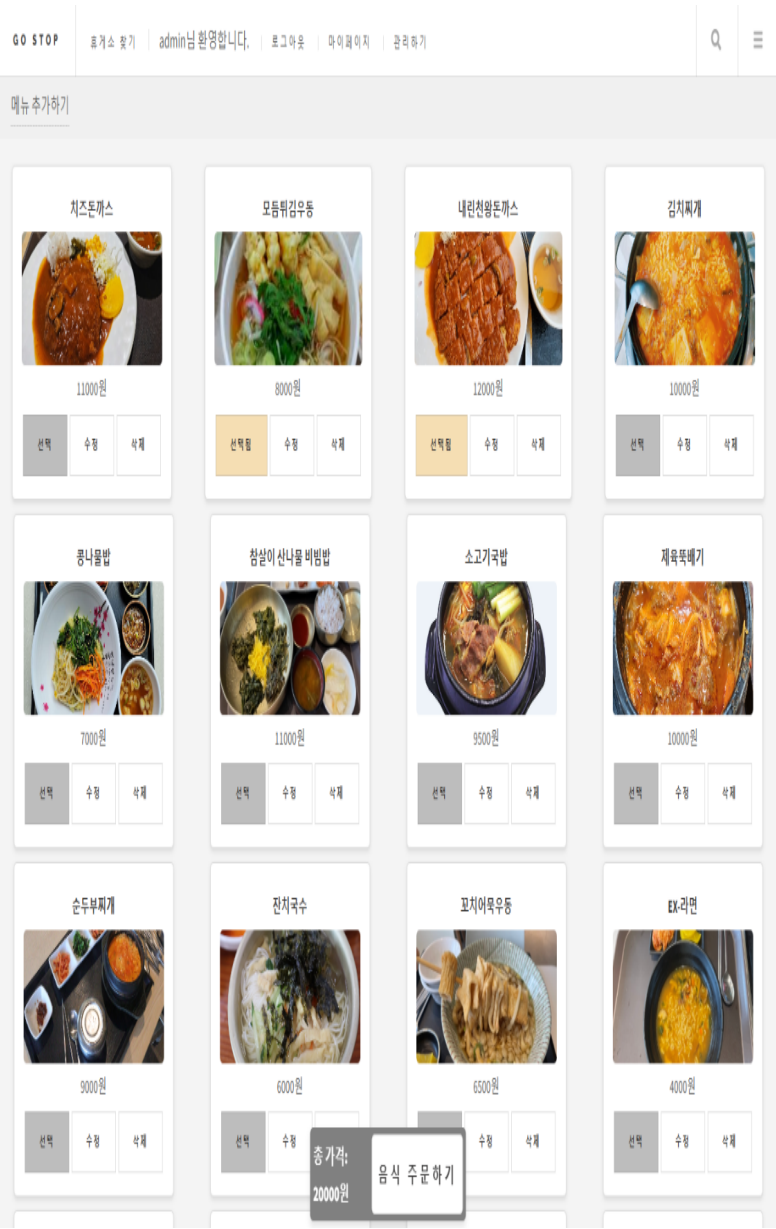 GO STOP 휴게소 찾기 admin님 환영합니다. 로그아웃 마이페이지 관리하기
메뉴 추가하기
치즈돈까스 모듬튀김우동 내린천왕돈까스 김치찌개
11000원 8000원 12000원 10000원
선택 수정 삭제 선택됨 수정 삭제 선택됨 수정 삭제 선택 수정 삭제
콩나물밥 참살이 산나물 비빔밥 소고기국밥 제육뚝배기
7000원 11000원 9500원 10000원
선택 수정 삭제 선택 수정 삭제 선택 수정 삭제 선택 수정 삭제
순두부찌개 잔치국수 꼬치어묵우동 EX-라면
9000원 6000원 6500원 4000원
선택 수정 삭제 선택 수정 수정 삭제 선택 수정 삭제
총 가격:
20000원
음식 주문하기